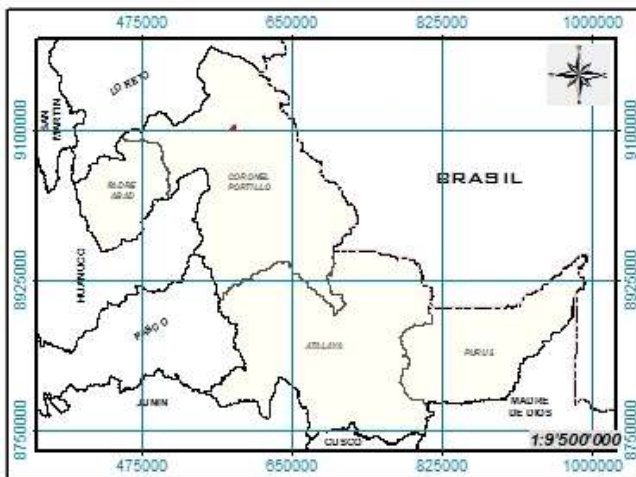 475000 650000 825000 1000000
LORETO
SAN
MARTIN
9100000 9100000
PADRE
ABAD
CORONEL
PORTILLO
BRASIL
HUANUCO
8925000 8925000
PASCO
ATALAYA
PURUS
JUNIN
MADRE
DE DIOS
CUSCO
8750000 8750000
1:9'500'000
475000 650000 825000 1000000